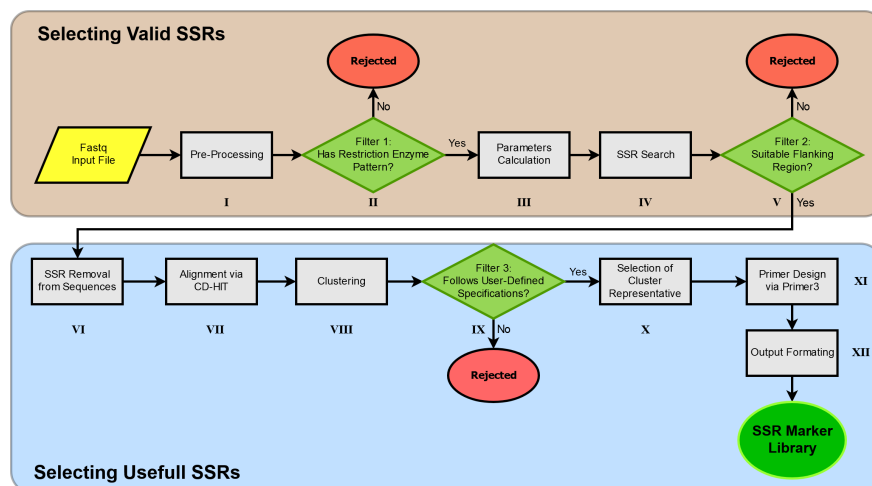 Selecting Valid SSRs
Rejected
Rejected
No
No
Fastq
Input File
Pre-Processing
Filter 1:
Has Restriction Enzyme
Pattern?
Yes
Parameters
Calculation
SSR Search
Filter 2:
Suitable Flanking
Region?
I
II
III
IV
V
Yes
SSR Removal
from Sequences
Alignment via
CD-HIT
Clustering
Filter 3:
Follows User-Defined
Specifications?
Yes
Selection of
Cluster
Representative
Primer Design
via Primer3
XI
VI
VII
VIII
IX
No
X
Output Formating
XII
Rejected
SSR Marker
Library
Selecting Usefull SSRs